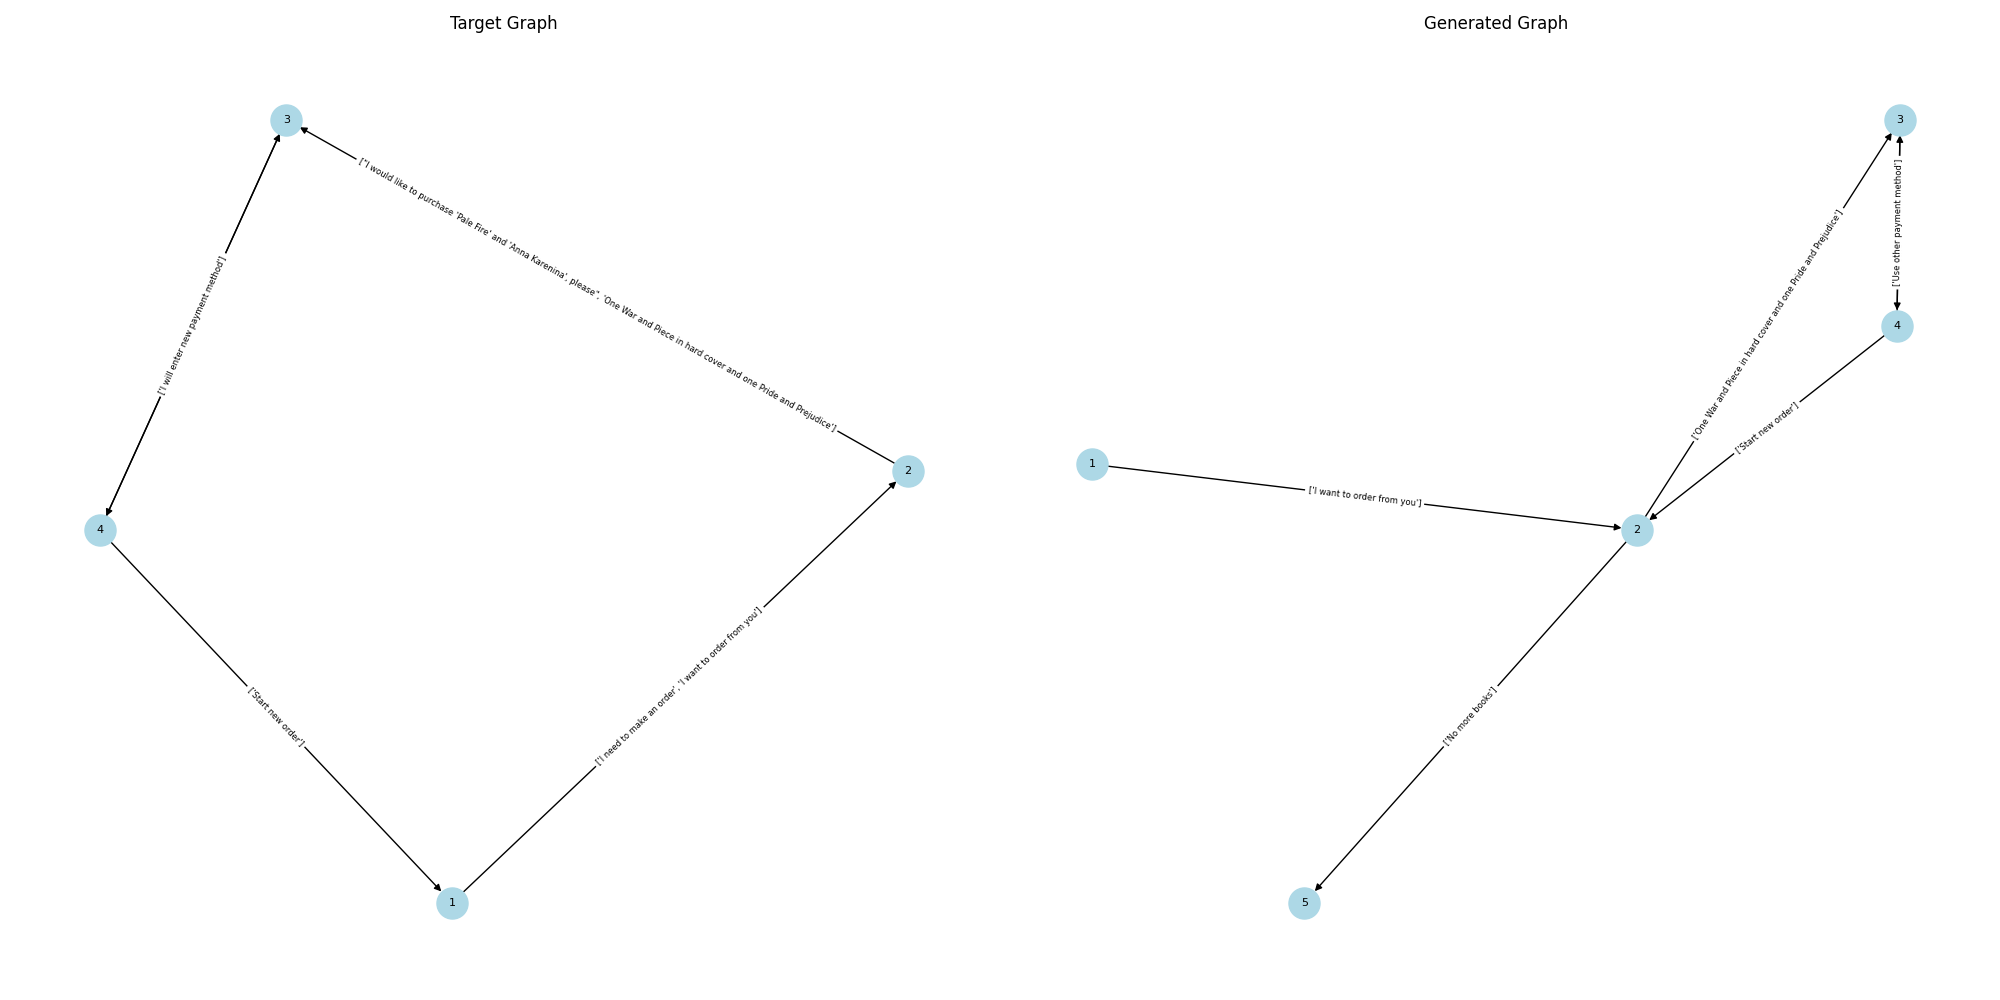 Target Graph
3
["I would like to purchase 'Pale Fire' and 'Anna Karenina', please", 'One War and Piece in hard cover and one Pride and Prejudice']
['I will enter new payment method']
2
4
['Start new order']
['I need to make an order', 'I want to order from you']
1
Generated Graph
3
['Use other payment method']
['One War and Piece in hard cover and one Pride and Prejudice']
4
['Start new order']
1
['I want to order from you']
2
['No more books']
5